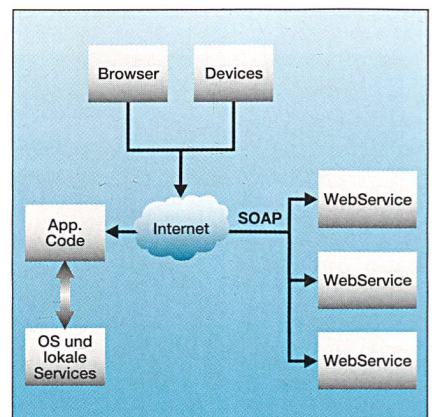 Browser
Devices
App.
Code
Internet
SOAP
WebService
WebService
WebService
OS und
lokale
Services